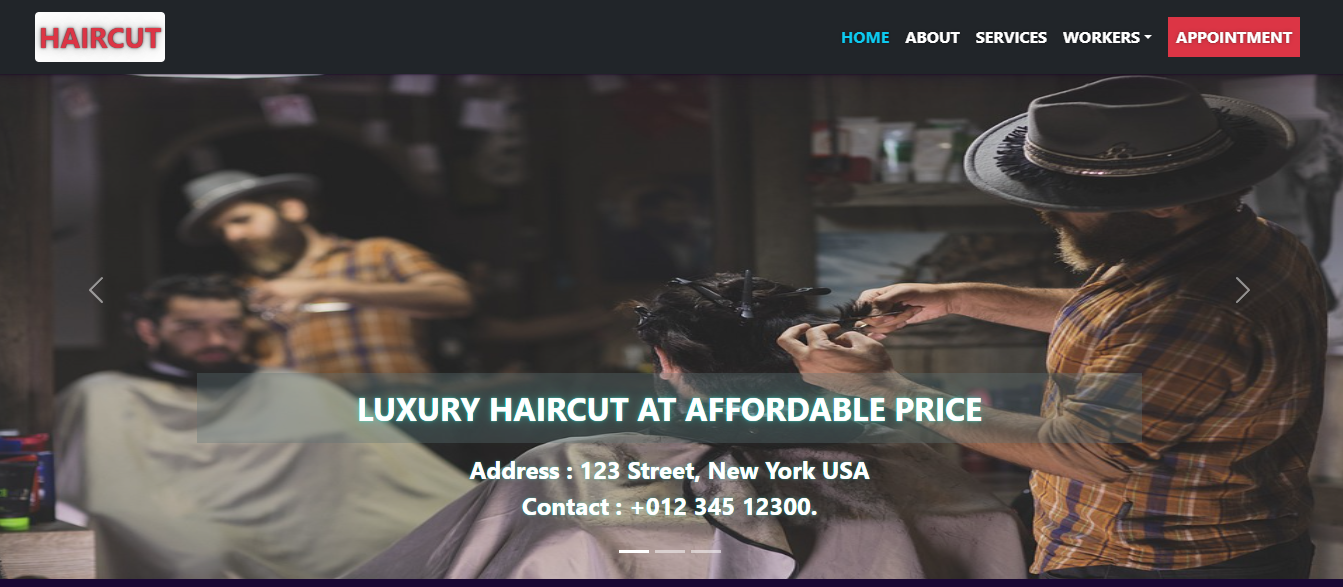 HAIRCUT
HOME ABOUT SERVICES WORKERS APPOINTMENT
LUXURY HAIRCUT AT AFFORDABLE PRICE
Address : 123 Street, New York USA
Contact : +012 345 12300.